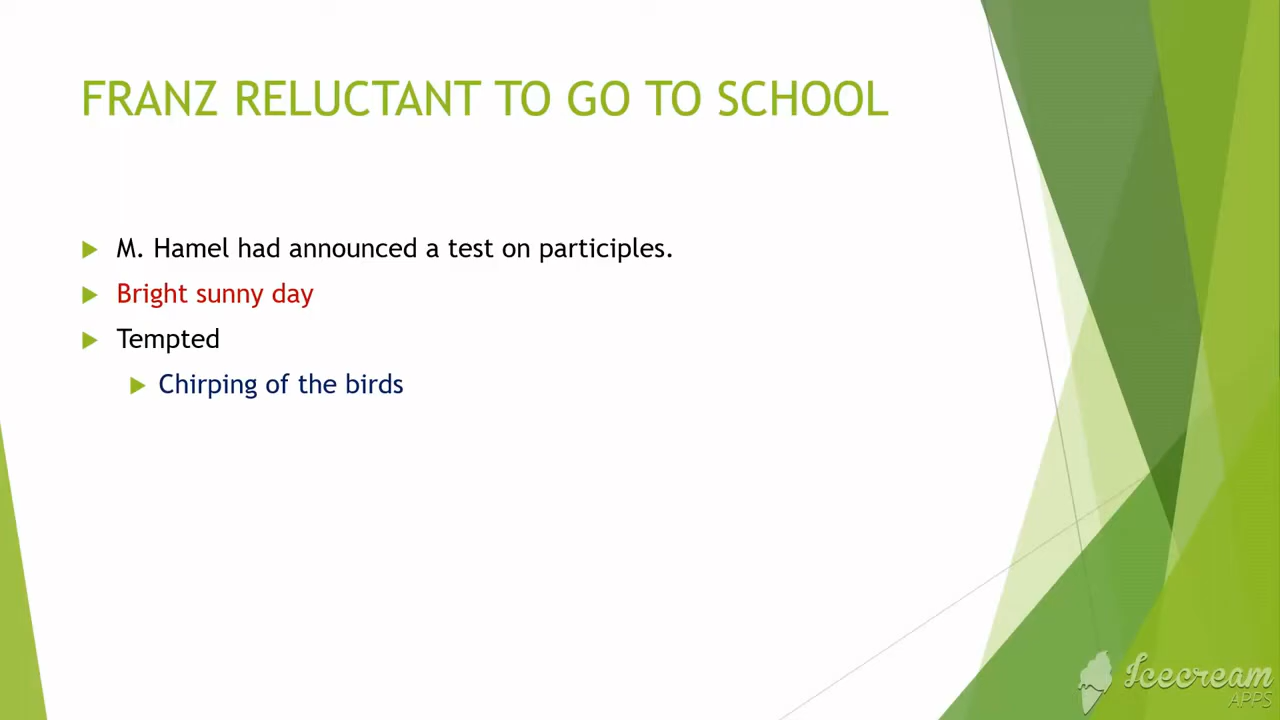 FRANZ RELUCTANT TO GO TO SCHOOL
M. Hamel had announced a test on participles.
Bright sunny day
Tempted
Chirping of the birds
Icecream
APPS